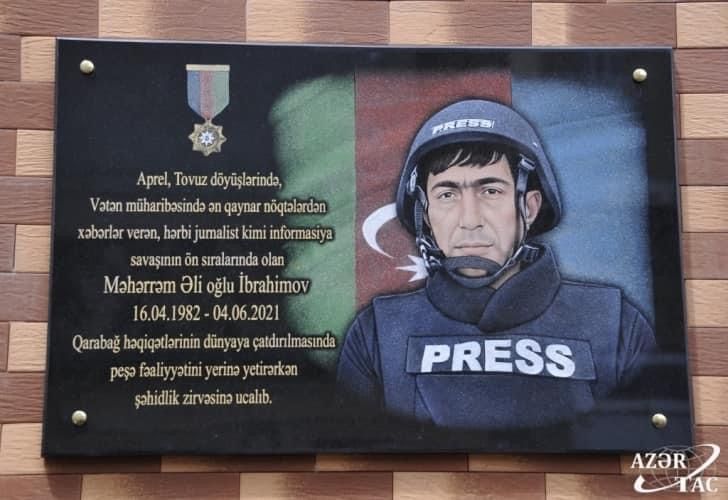 Aprel, Tovuz döyüşlərində,
Vətən müharibəsində ən qaynar nöqtələrdən
xəbərlər verən, hərbi jurnalist kimi informasiya
savaşının ön sıralarında olan
Məhərrəm Əli oğlu İbrahimov
16.04.1982 - 04.06.2021
Qarabağ həqiqətlərinin dünyaya çatdırılmasında
peşə fəaliyyətini yerinə yetirərkən
şəhidlik zirvəsinə ucalıb.
PRESS
PRESS
AZƏR
TAC